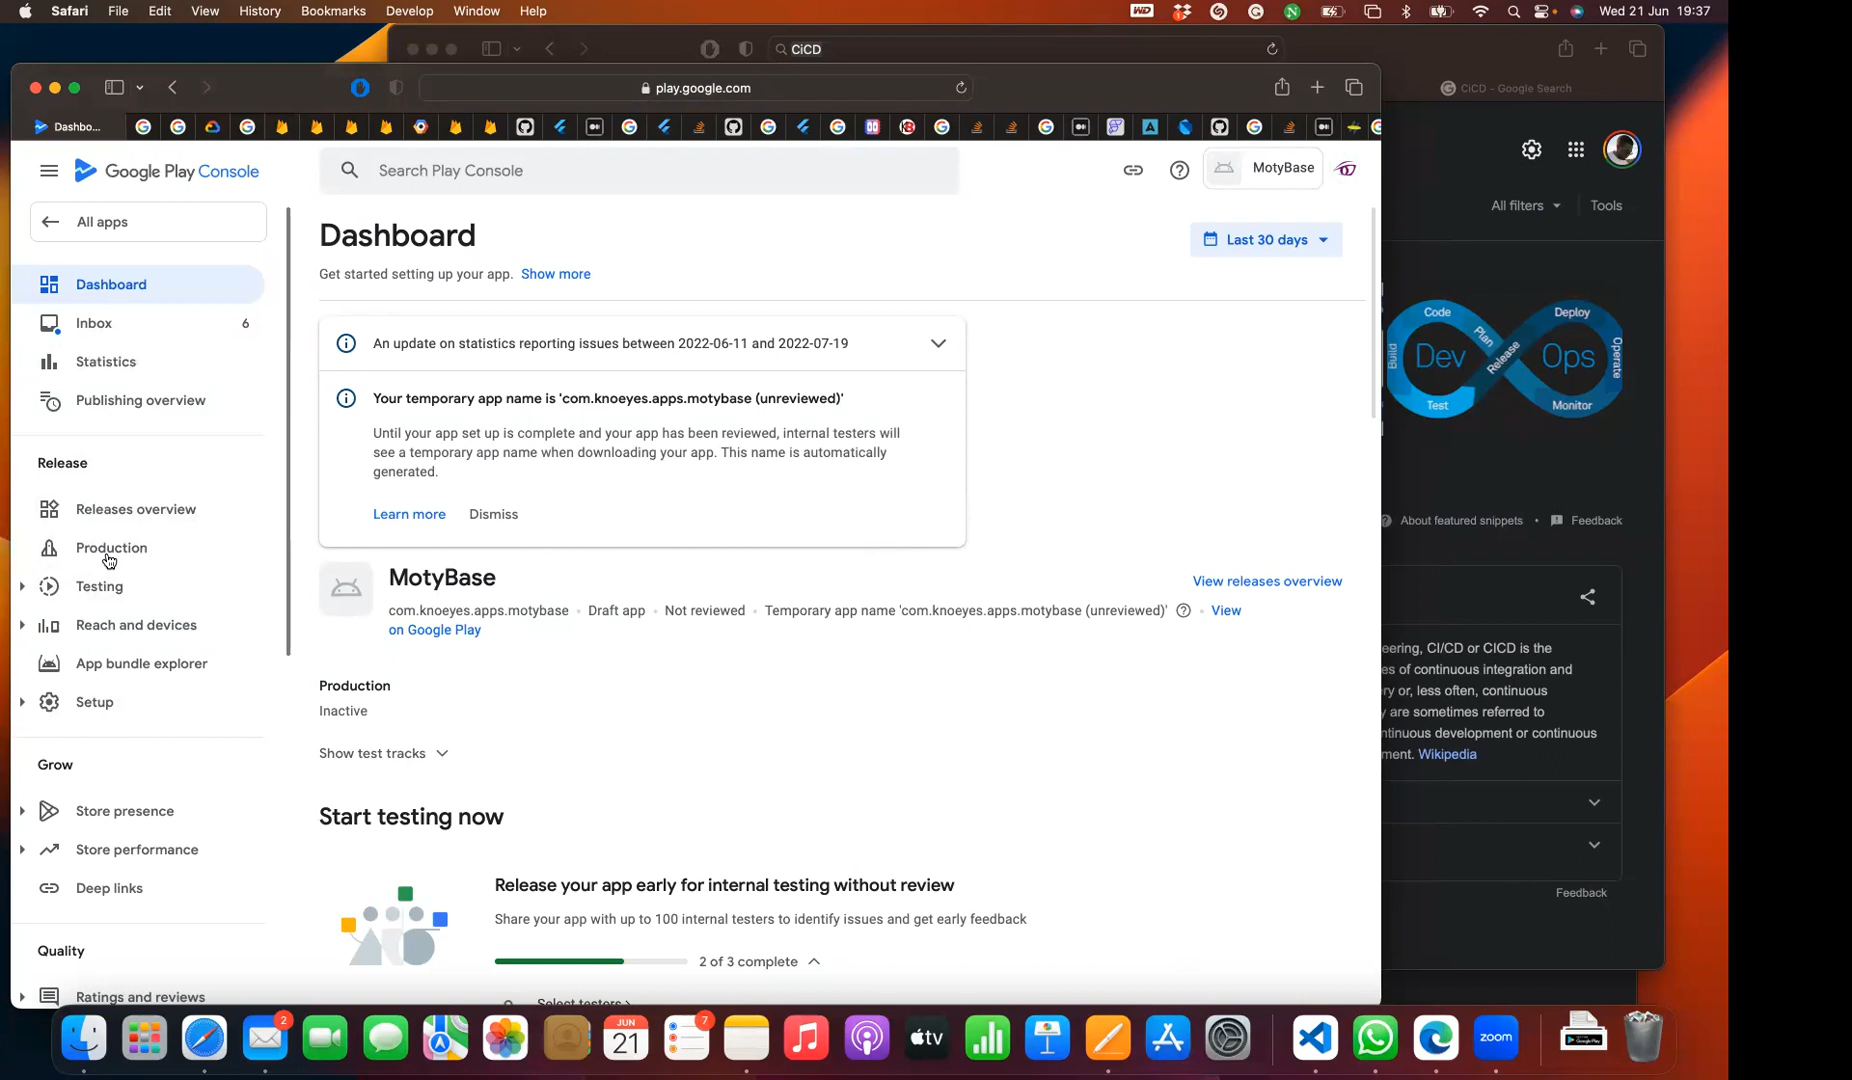 Safari File Edit View History Bookmarks Develop Window Help
WD Wed 21 Jun 19:37
CiCD
play.google.com
CiCD - Google Search
Dashbo...
Google Play Console
Search Play Console
MotyBase
All apps
Dashboard
Inbox 6
Statistics
Publishing overview
Release
Releases overview
Production
Testing
Reach and devices
App bundle explorer
Setup
Grow
Store presence
Store performance
Deep links
Quality
Ratings and reviews
Dashboard
Last 30 days
Get started setting up your app. Show more
An update on statistics reporting issues between 2022-06-11 and 2022-07-19
Your temporary app name is 'com.knoeyes.apps.motybase (unreviewed)'
Until your app set up is complete and your app has been reviewed, internal testers will
see a temporary app name when downloading your app. This name is automatically
generated.
Learn more Dismiss
MotyBase
View releases overview
com.knoeyes.apps.motybase • Draft app • Not reviewed • Temporary app name 'com.knoeyes.apps.motybase (unreviewed)' • View
on Google Play
Production
Inactive
Show test tracks
Start testing now
Release your app early for internal testing without review
Share your app with up to 100 internal testers to identify issues and get early feedback
2 of 3 complete
Select testers
All filters Tools
Code
Deploy
Plan
Build
Dev
Release
Ops
Operate
Test
Monitor
About featured snippets • Feedback
eering, CI/CD or CICD is the
es of continuous integration and
ry or, less often, continuous
y are sometimes referred to
ntinuous development or continuous
ment. Wikipedia
Feedback
2
JUN
21
7
tv
zoom